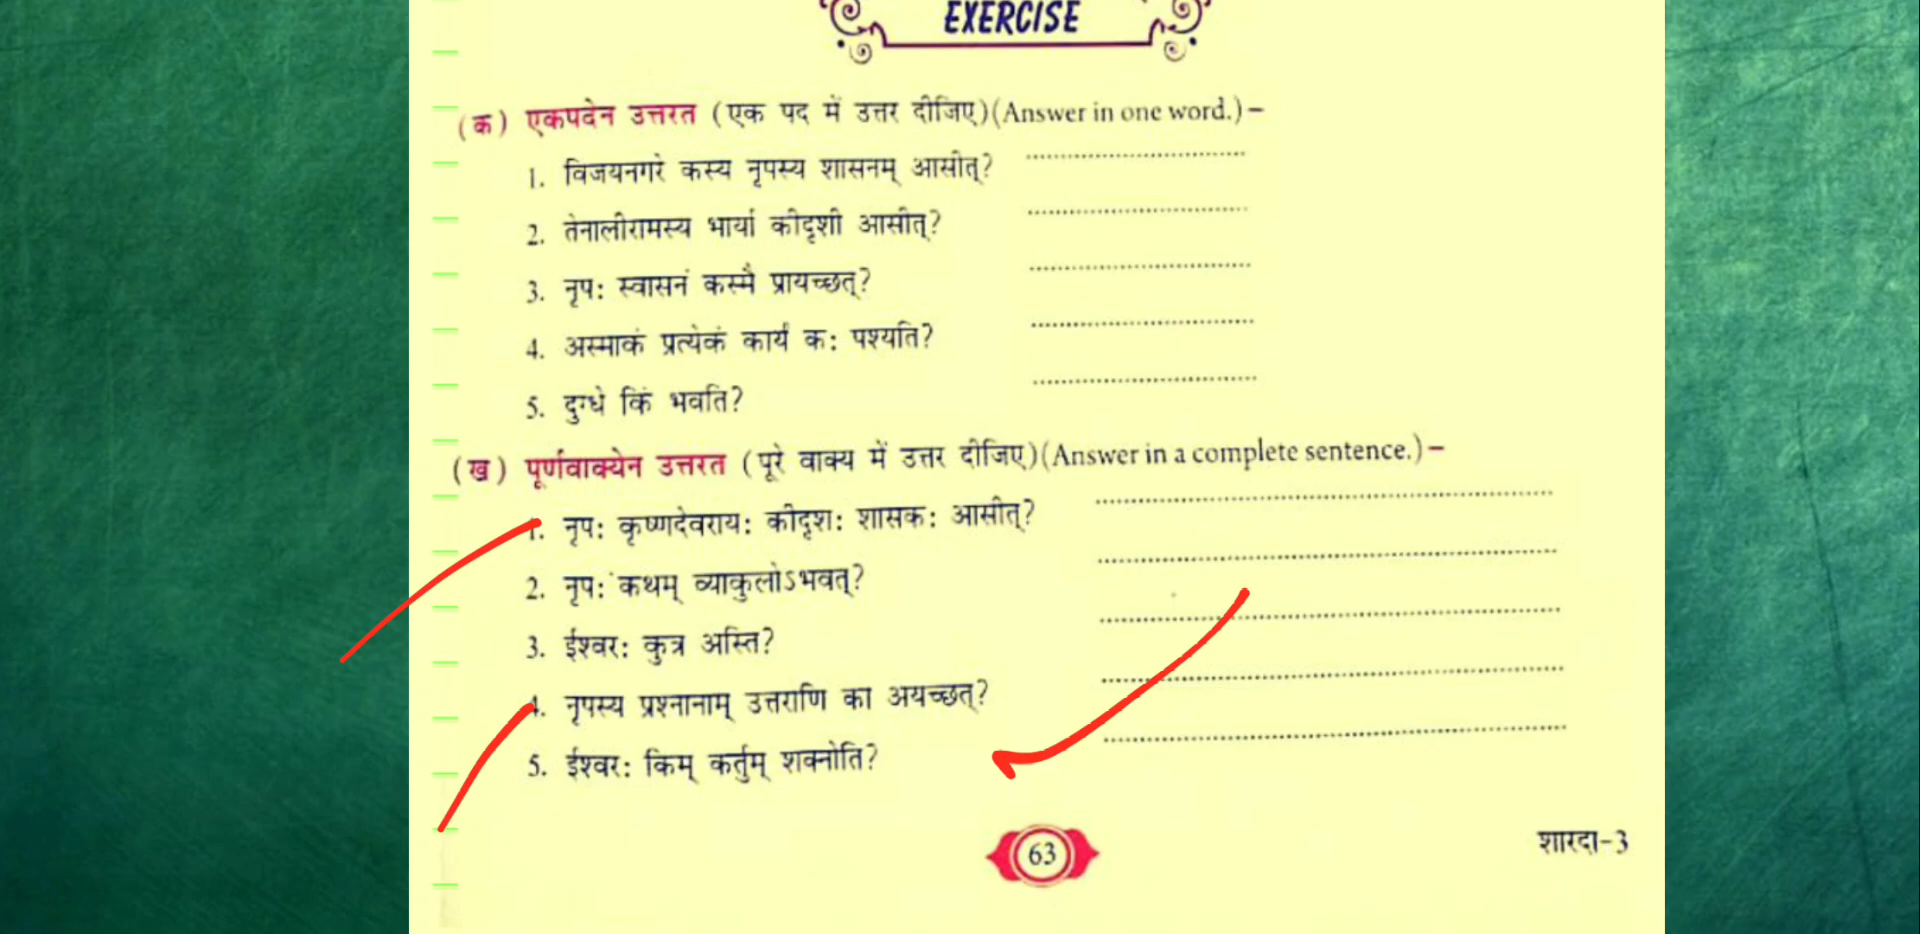 EXERCISE
(क) एकपदेन उत्तरत (एक पद में उत्तर दीजिए)(Answer in one word.)–
1. विजयनगरे कस्य नृपस्य शासनम् आसीत्?
2. तेनालीरामस्य भार्या कीदृशी आसीत्?
3. नृपः स्वासनं कस्मै प्रायच्छत्?
4. अस्माकं प्रत्येकं कार्यं कः पश्यति?
5. दुग्धे किं भवति?
(ख) पूर्णवाक्येन उत्तरत (पूरे वाक्य में उत्तर दीजिए)(Answer in a complete sentence.)–
1. नृपः कृष्णदेवरायः कीदृशः शासकः आसीत्?
2. नृपः कथम् व्याकुलोऽभवत्?
3. ईश्वरः कुत्र अस्ति?
4. नृपस्य प्रश्नानाम् उत्तराणि का अयच्छत्?
5. ईश्वरः किम् कर्तुम् शक्नोति?
63
शारदा-3